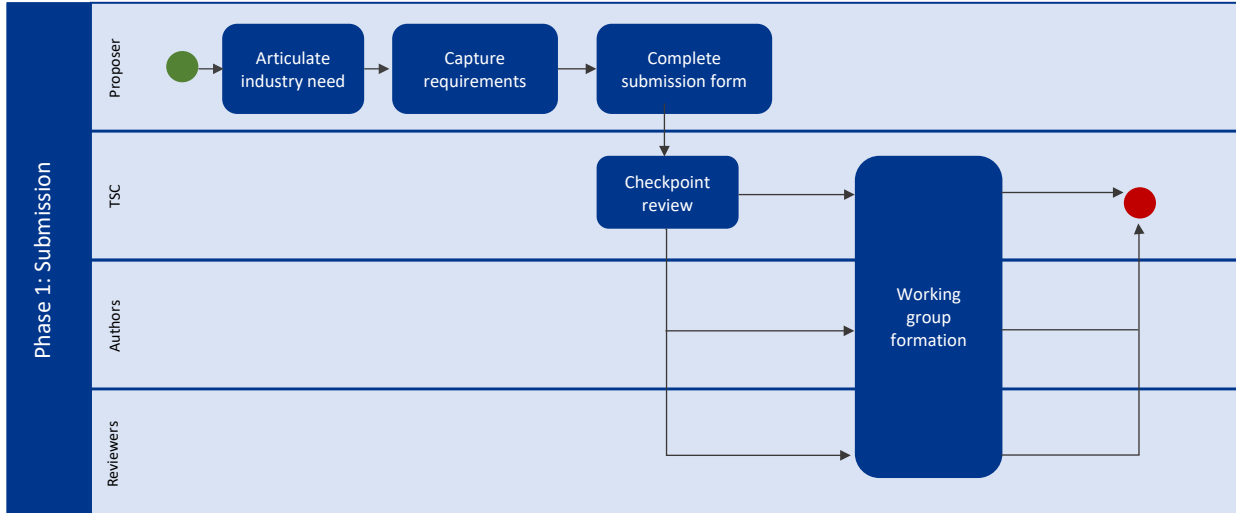 Phase 1: Submission
Proposer
Articulate
industry need
Capture
requirements
Complete
submission form
TSC
Checkpoint
review
Authors
Working
group
formation
Reviewers